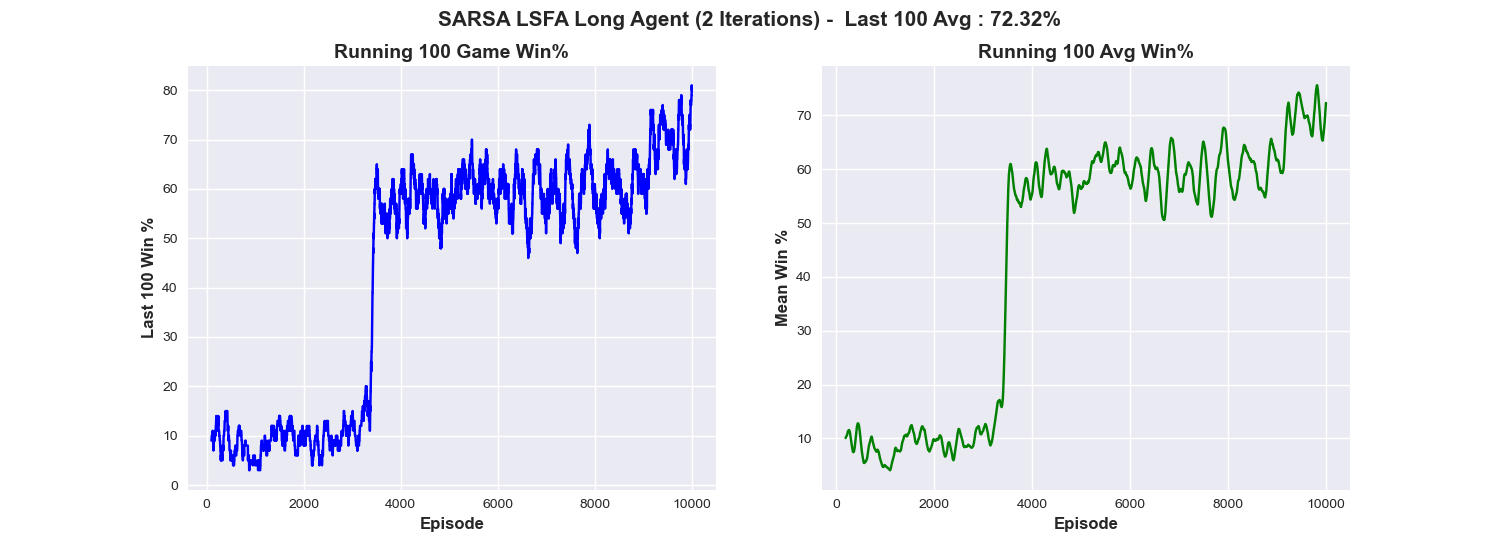 SARSA LSFA Long Agent (2 Iterations) -  Last 100 Avg : 72.32%
Running 100 Game Win%
Last 100 Win %
80
70
60
50
40
30
20
10
0
0 2000 4000 6000 8000 10000
Episode
Running 100 Avg Win%
Mean Win %
70
60
50
40
30
20
10
0 2000 4000 6000 8000 10000
Episode